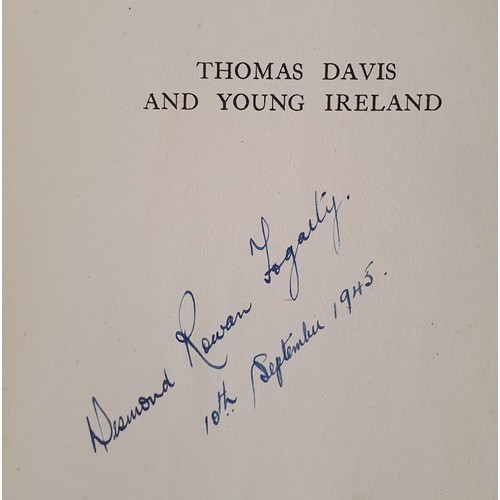 THOMAS DAVIS
AND YOUNG IRELAND
Desmond Rowan Fogarty.
10th September 1945.